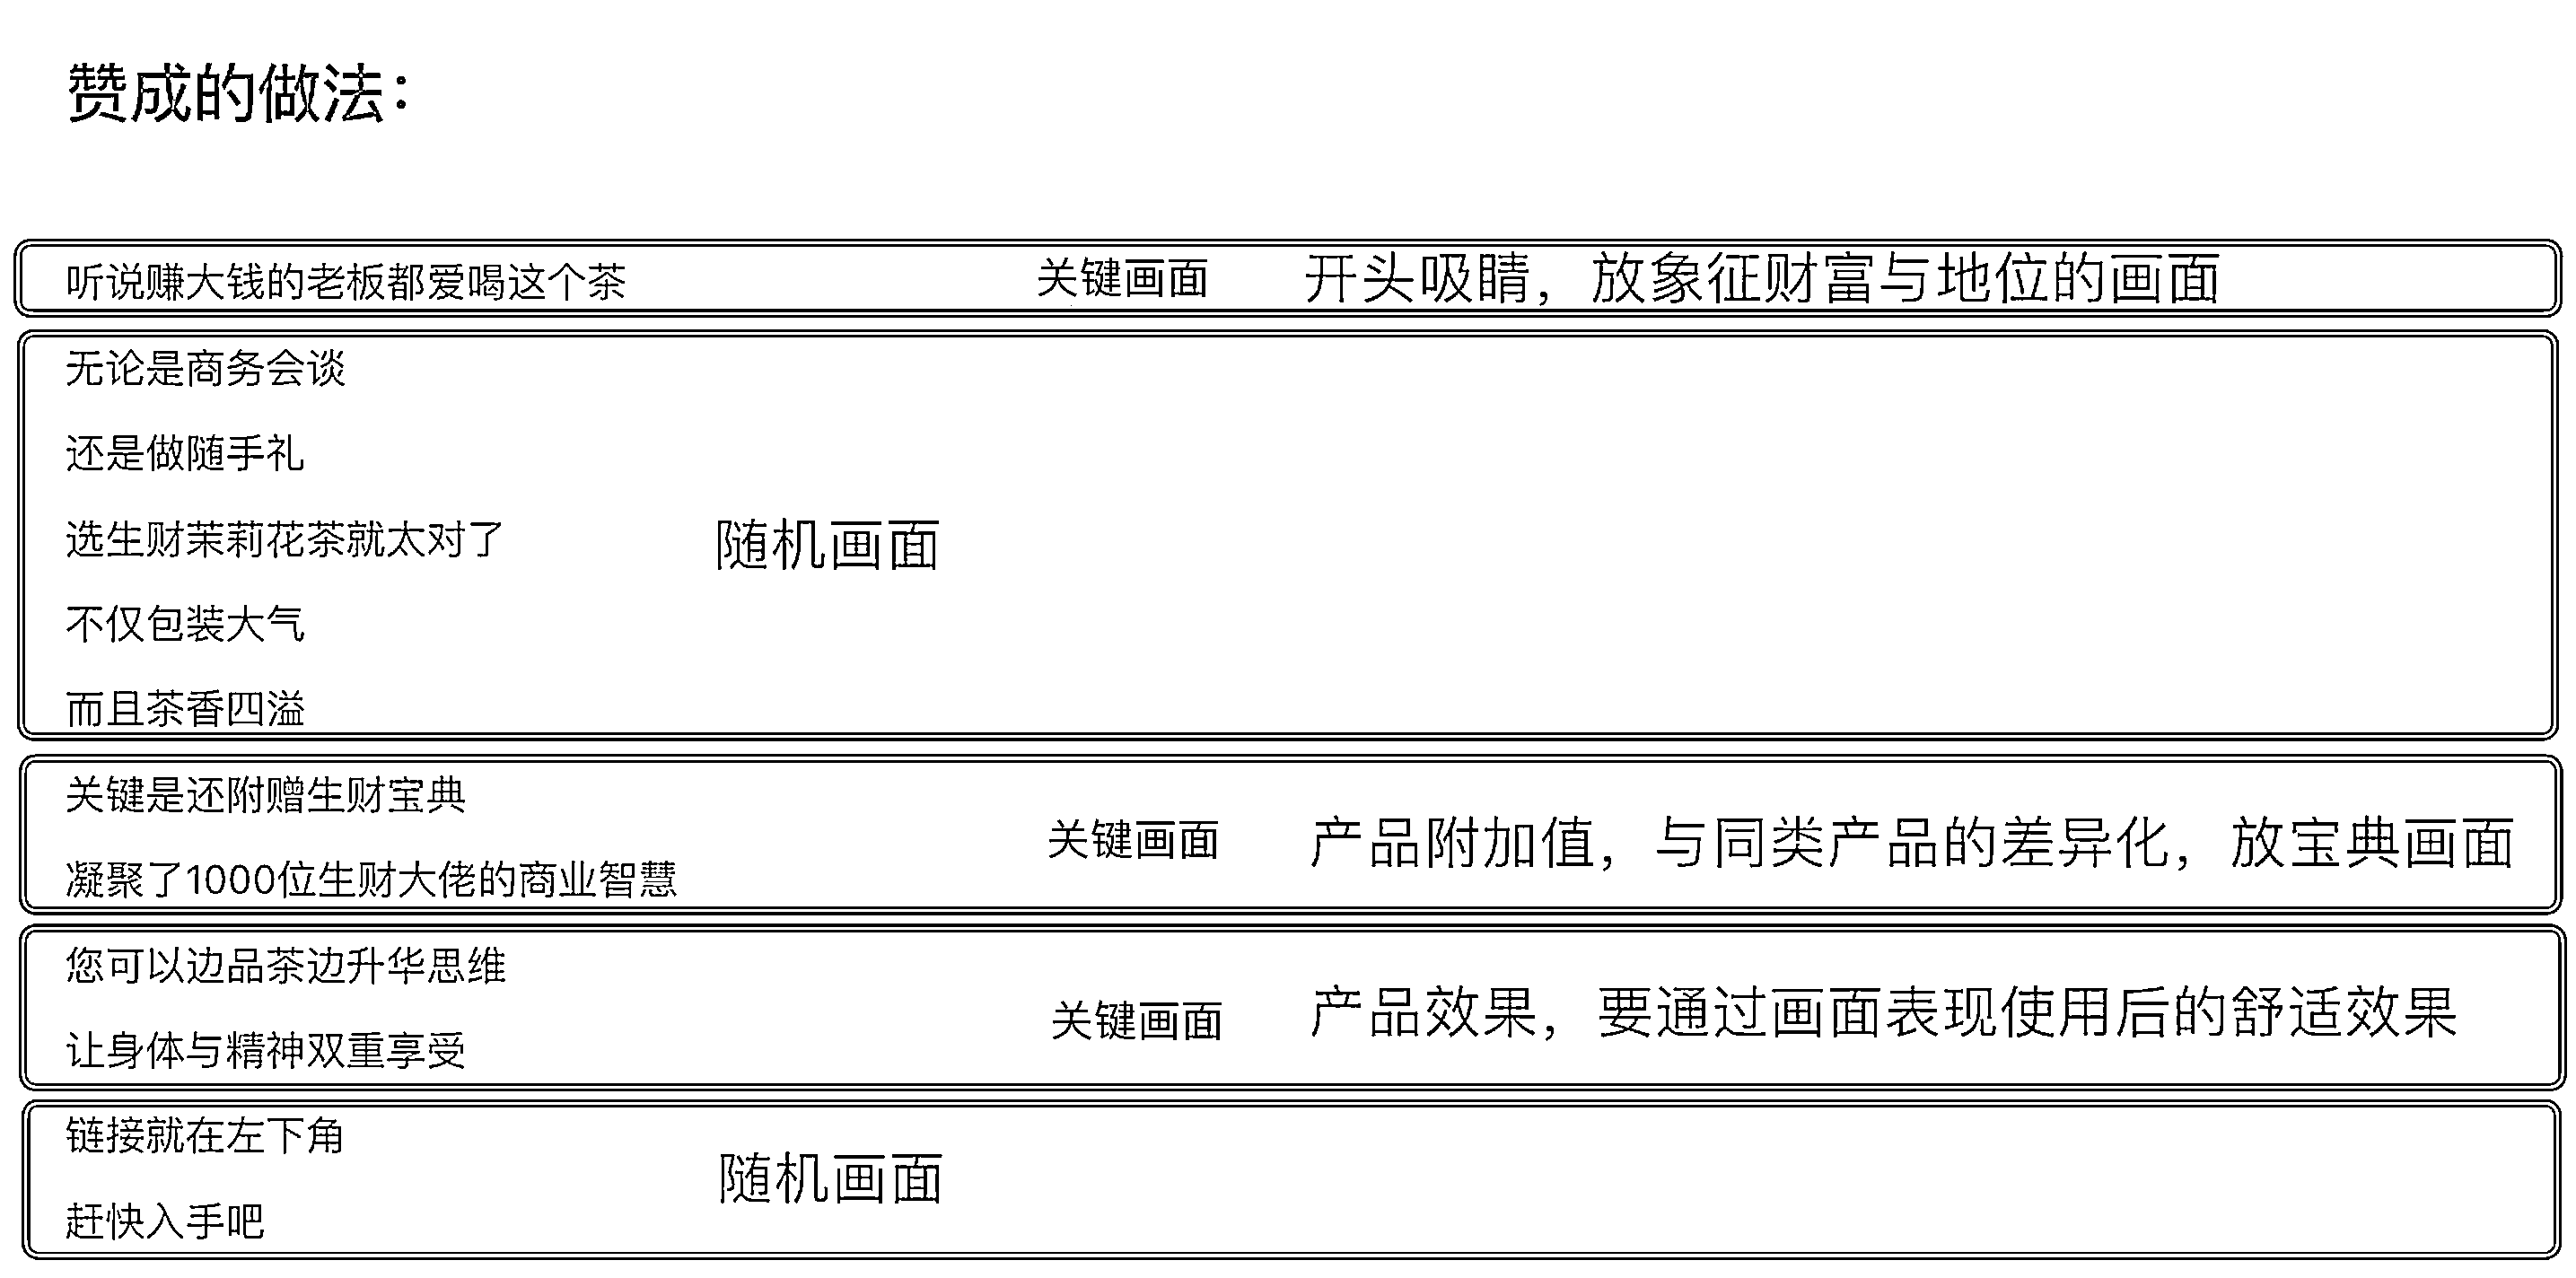 赞成的做法：
听说赚大钱的老板都爱喝这个茶 关键画面 开头吸睛，放象征财富与地位的画面
无论是商务会谈
还是做随手礼
选生财茉莉花茶就太对了 随机画面
不仅包装大气
而且茶香四溢
关键是还附赠生财宝典
关键画面 产品附加值，与同类产品的差异化，放宝典画面
凝聚了1000位生财大佬的商业智慧
您可以边品茶边升华思维
关键画面 产品效果，要通过画面表现使用后的舒适效果
让身体与精神双重享受
链接就在左下角
随机画面
赶快入手吧